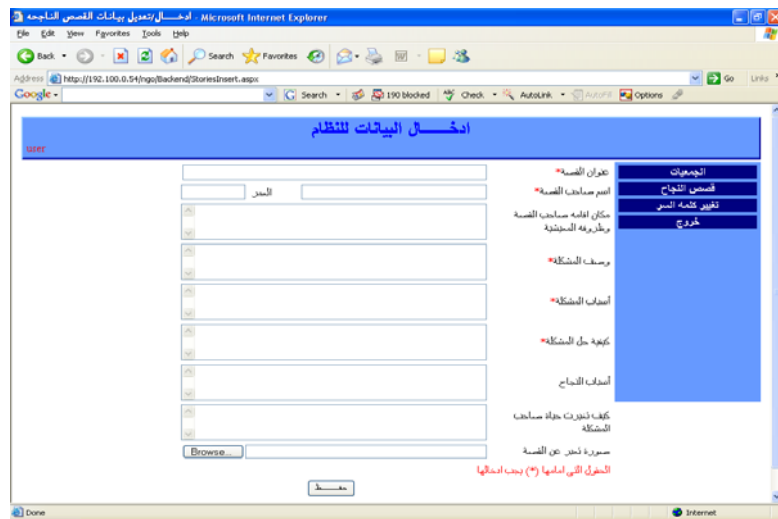 ادخـــال/تعديل بيانات القصص الناجحه - Microsoft Internet Explorer
File Edit View Favorites Tools Help
Back Search Favorites
Address http://192.100.0.54/ngo/Backend/StoriesInsert.aspx Go Links
Google Search 190 blocked Check AutoLink AutoFill Options
ادخـــــال البيانات للنظام
user
الجمعيات
قصص النجاح
تغيير كلمه السر
خروج
عنوان القصة*
اسم صاحب القصة* السن
مكان اقامه صاحب القصة
وظروفه المعيشية
وصف المشكلة*
أسباب المشكلة*
كيفية حل المشكلة*
أسباب النجاح
كيف تغيرت حياة صاحب
المشكلة
صورة تعبر عن القصة Browse...
الحقول التى امامها (*) يجب ادخالها
حفـــظ
Done Internet